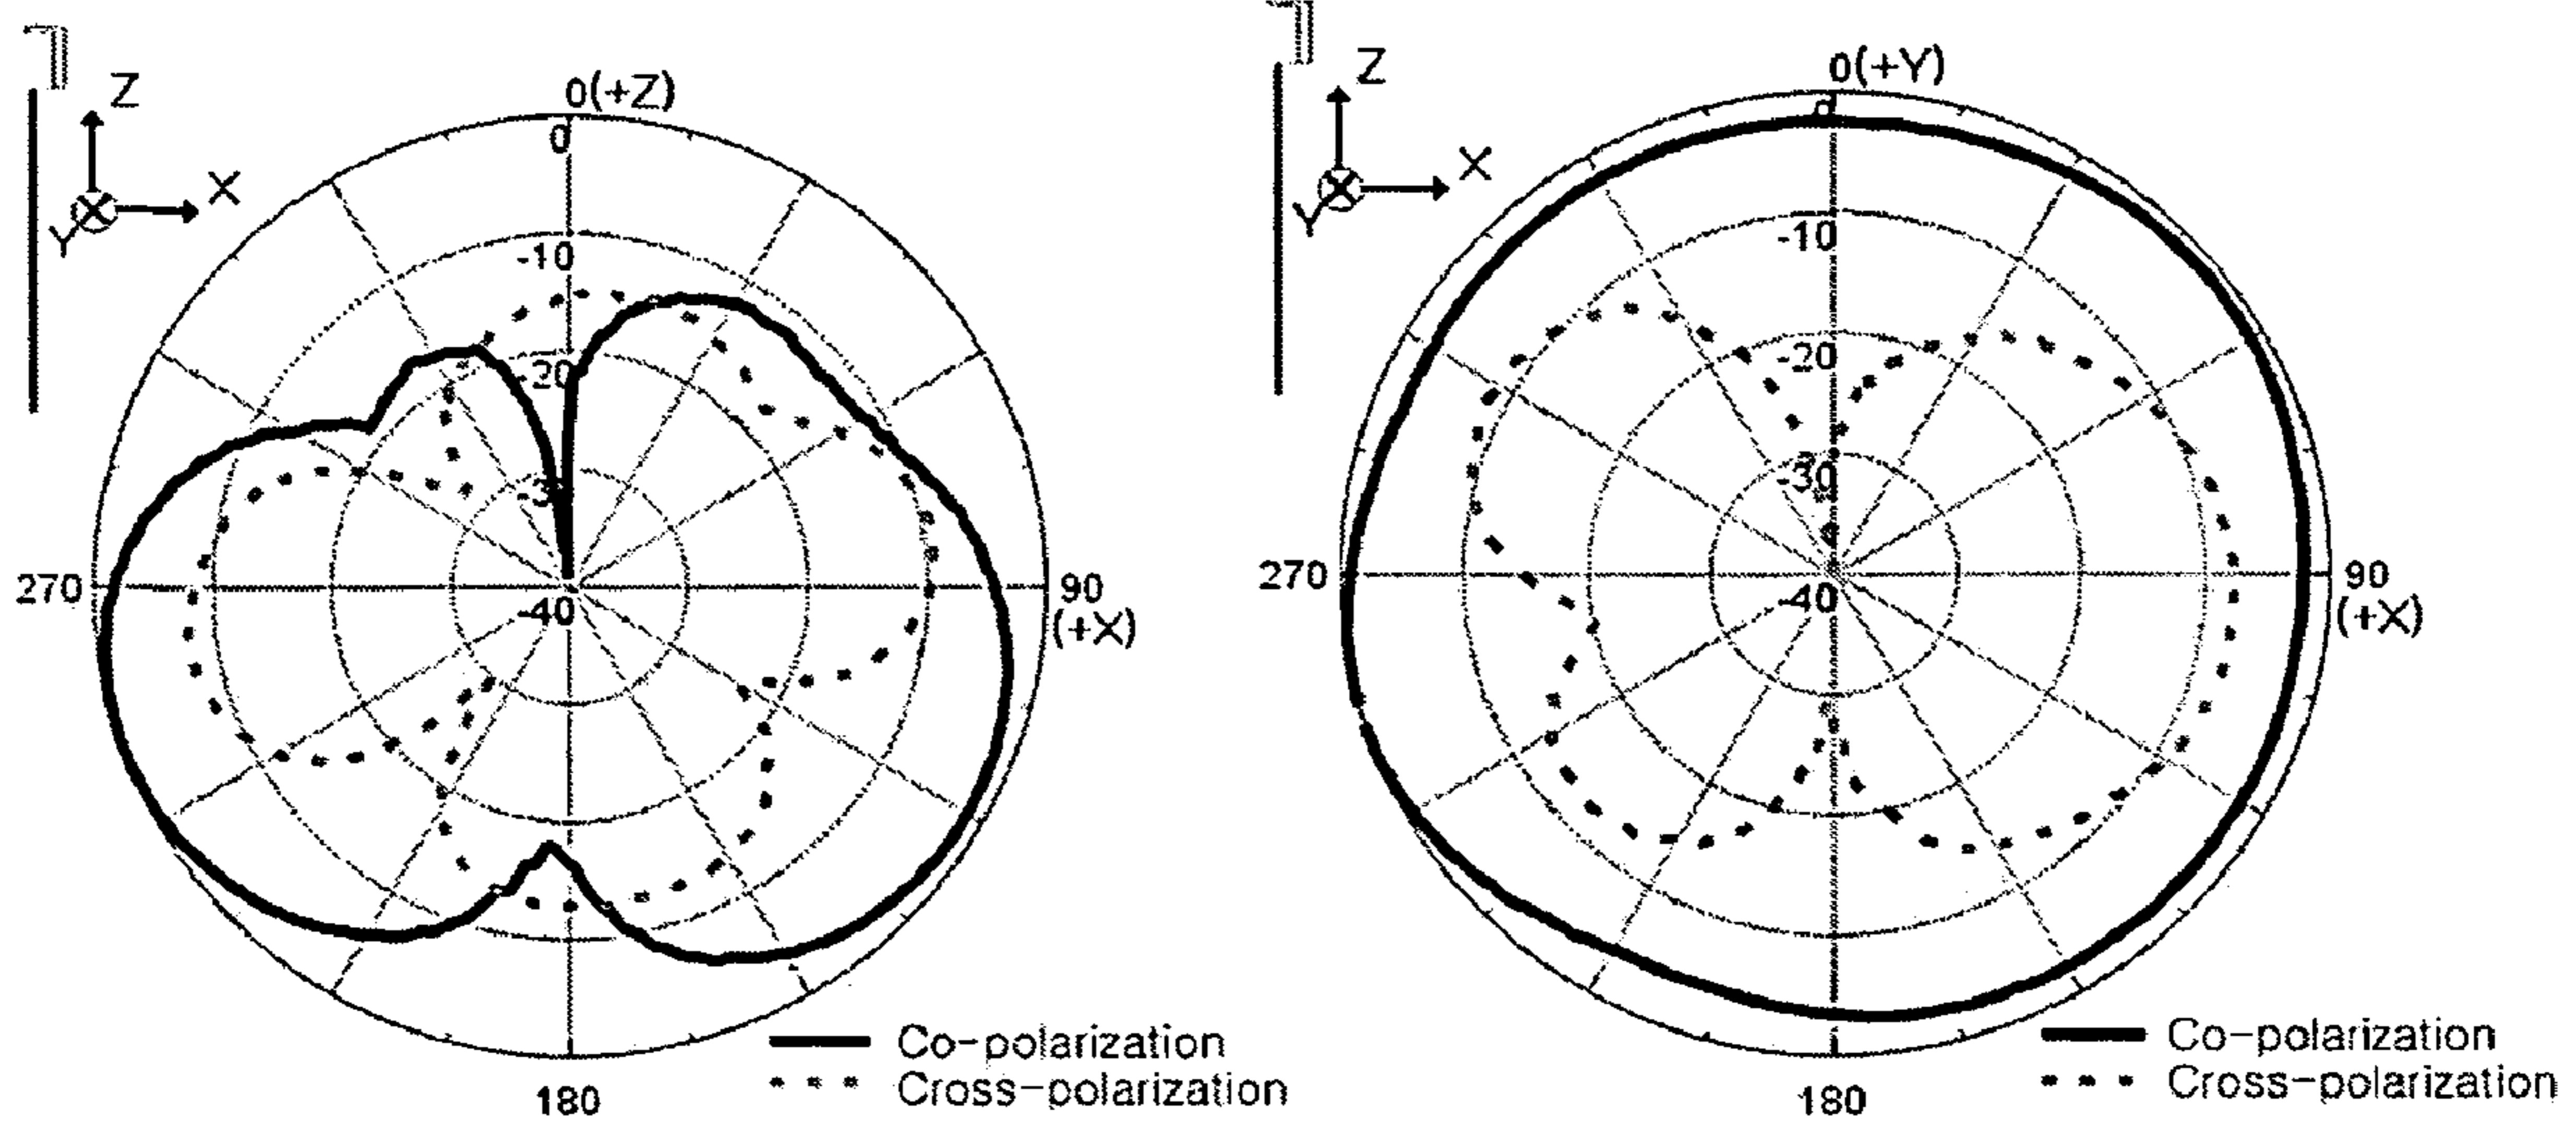 Z
X
Y
0(+Z)
0
-10
-20
-40
270
90
(+X)
180
Co-polarization
Cross-polarization
Z
X
Y
0(+Y)
-10
-20
-30
-40
270
90
(+X)
180
Co-polarization
Cross-polarization